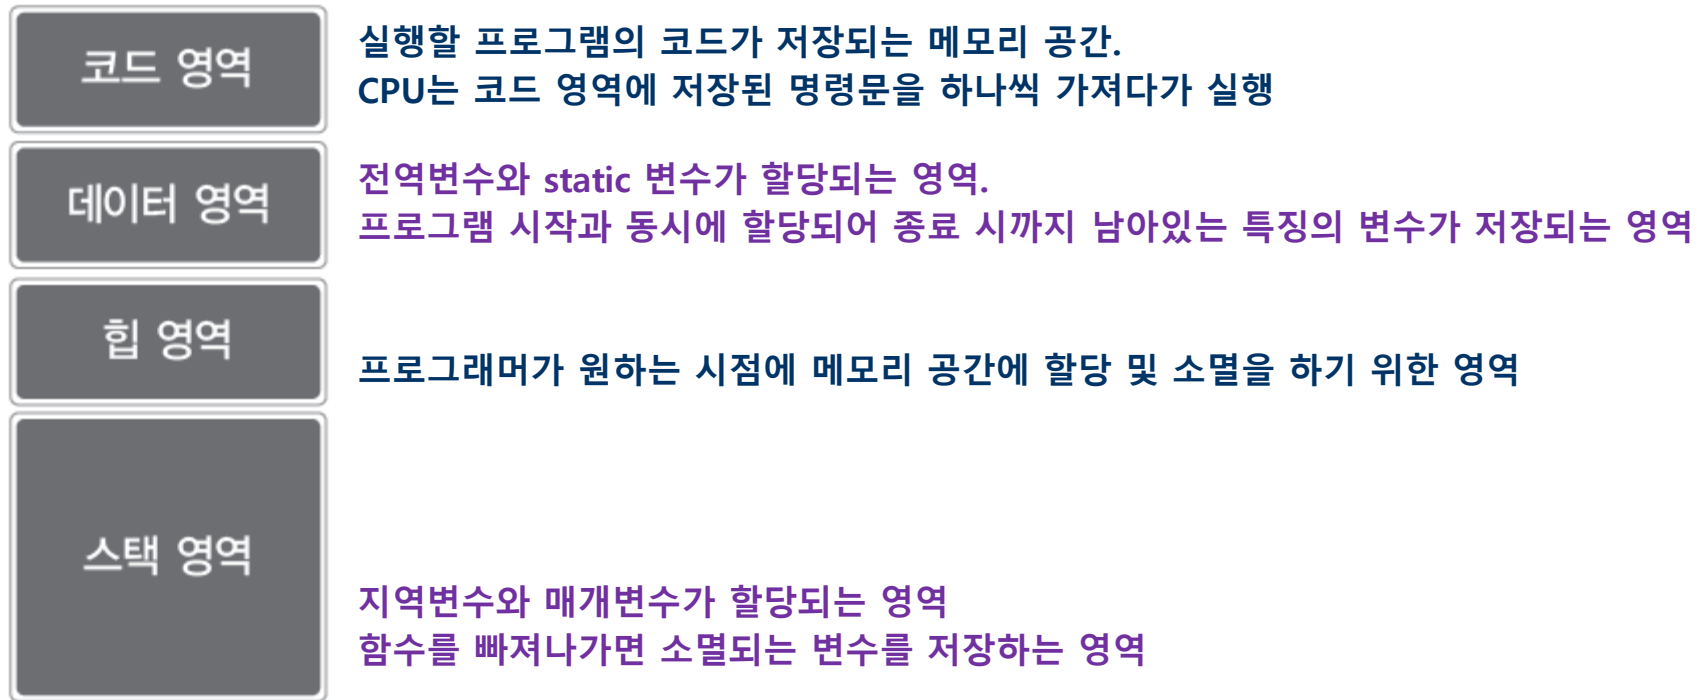 코드 영역
실행할 프로그램의 코드가 저장되는 메모리 공간.
CPU는 코드 영역에 저장된 명령문을 하나씩 가져다가 실행
데이터 영역
전역변수와 static 변수가 할당되는 영역.
프로그램 시작과 동시에 할당되어 종료 시까지 남아있는 특징의 변수가 저장되는 영역
힙 영역
프로그래머가 원하는 시점에 메모리 공간에 할당 및 소멸을 하기 위한 영역
스택 영역
지역변수와 매개변수가 할당되는 영역
함수를 빠져나가면 소멸되는 변수를 저장하는 영역